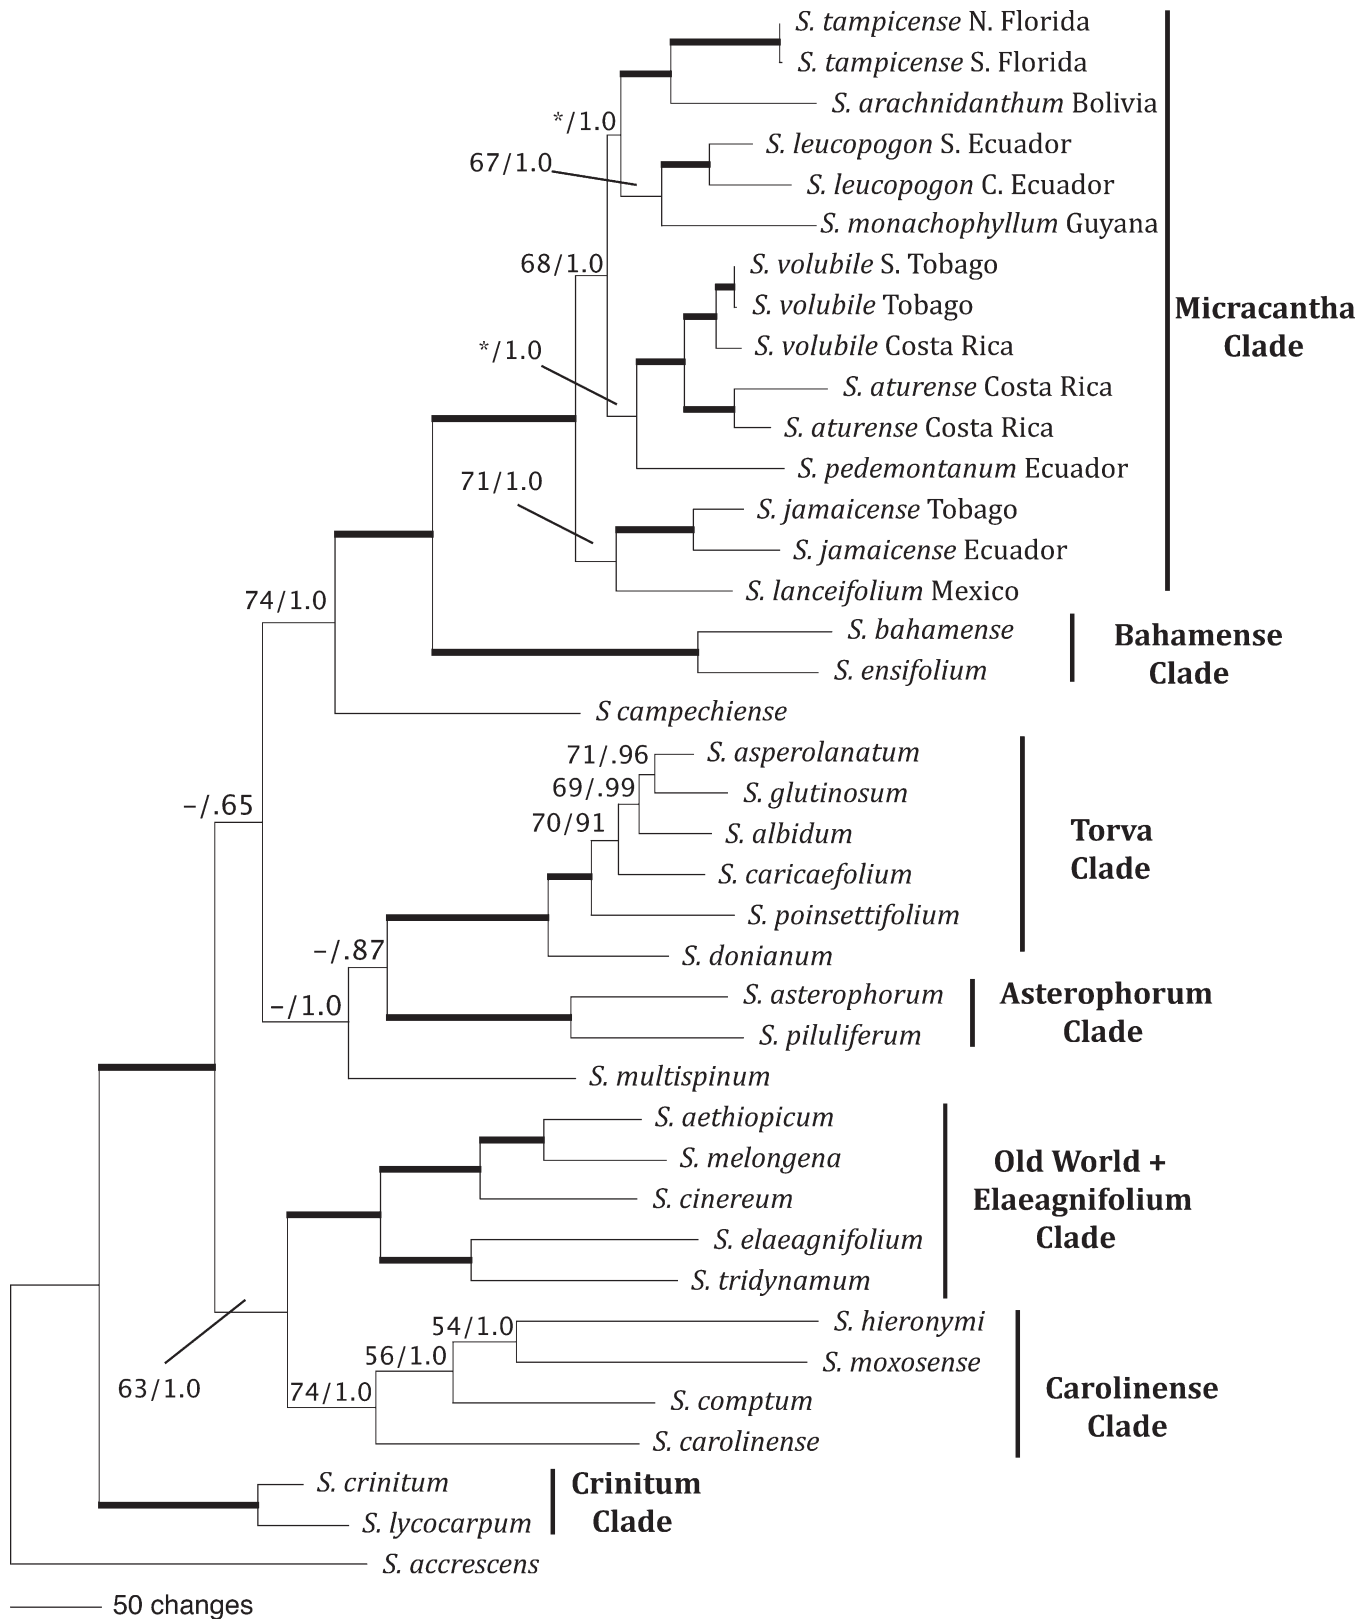 S. tampicense N. Florida
S. tampicense S. Florida
S. arachnidanthum Bolivia
*/1.0
S. leucopogon S. Ecuador
67/1.0
S. leucopogon C. Ecuador
S. monachophyllum Guyana
68/1.0
S. volubile S. Tobago
S. volubile Tobago
Micracantha
Clade
S. volubile Costa Rica
*/1.0
S. aturense Costa Rica
S. aturense Costa Rica
S. pedemontanum Ecuador
71/1.0
S. jamaicense Tobago
S. jamaicense Ecuador
S. lanceifolium Mexico
74/1.0
S. bahamense
S. ensifolium
Bahamense
Clade
S campechiense
S. asperolanatum
71/.96
S. glutinosum
69/.99
–/.65
70/91
S. albidum
Torva
Clade
S. caricaefolium
S. poinsettifolium
–/.87
S. donianum
S. asterophorum
–/1.0
S. piluliferum
Asterophorum
Clade
S. multispinum
S. aethiopicum
S. melongena
S. cinereum
Old World +
Elaeagnifolium
Clade
S. elaeagnifolium
S. tridynamum
S. hieronymi
54/1.0
56/1.0
S. moxosense
63/1.0
74/1.0
S. comptum
Carolinense
Clade
S. carolinense
S. crinitum
S. lycocarpum
Crinitum
Clade
S. accrescens
50 changes